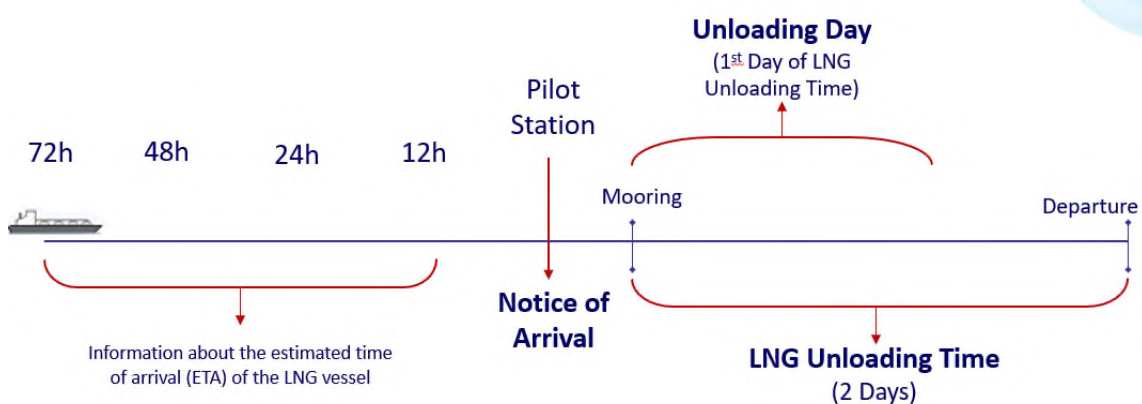 Unloading Day
(1st Day of LNG
Unloading Time)
Pilot
Station
72h
48h
24h
12h
Mooring
Departure
Notice of
Arrival
Information about the estimated time
of arrival (ETA) of the LNG vessel
LNG Unloading Time
(2 Days)